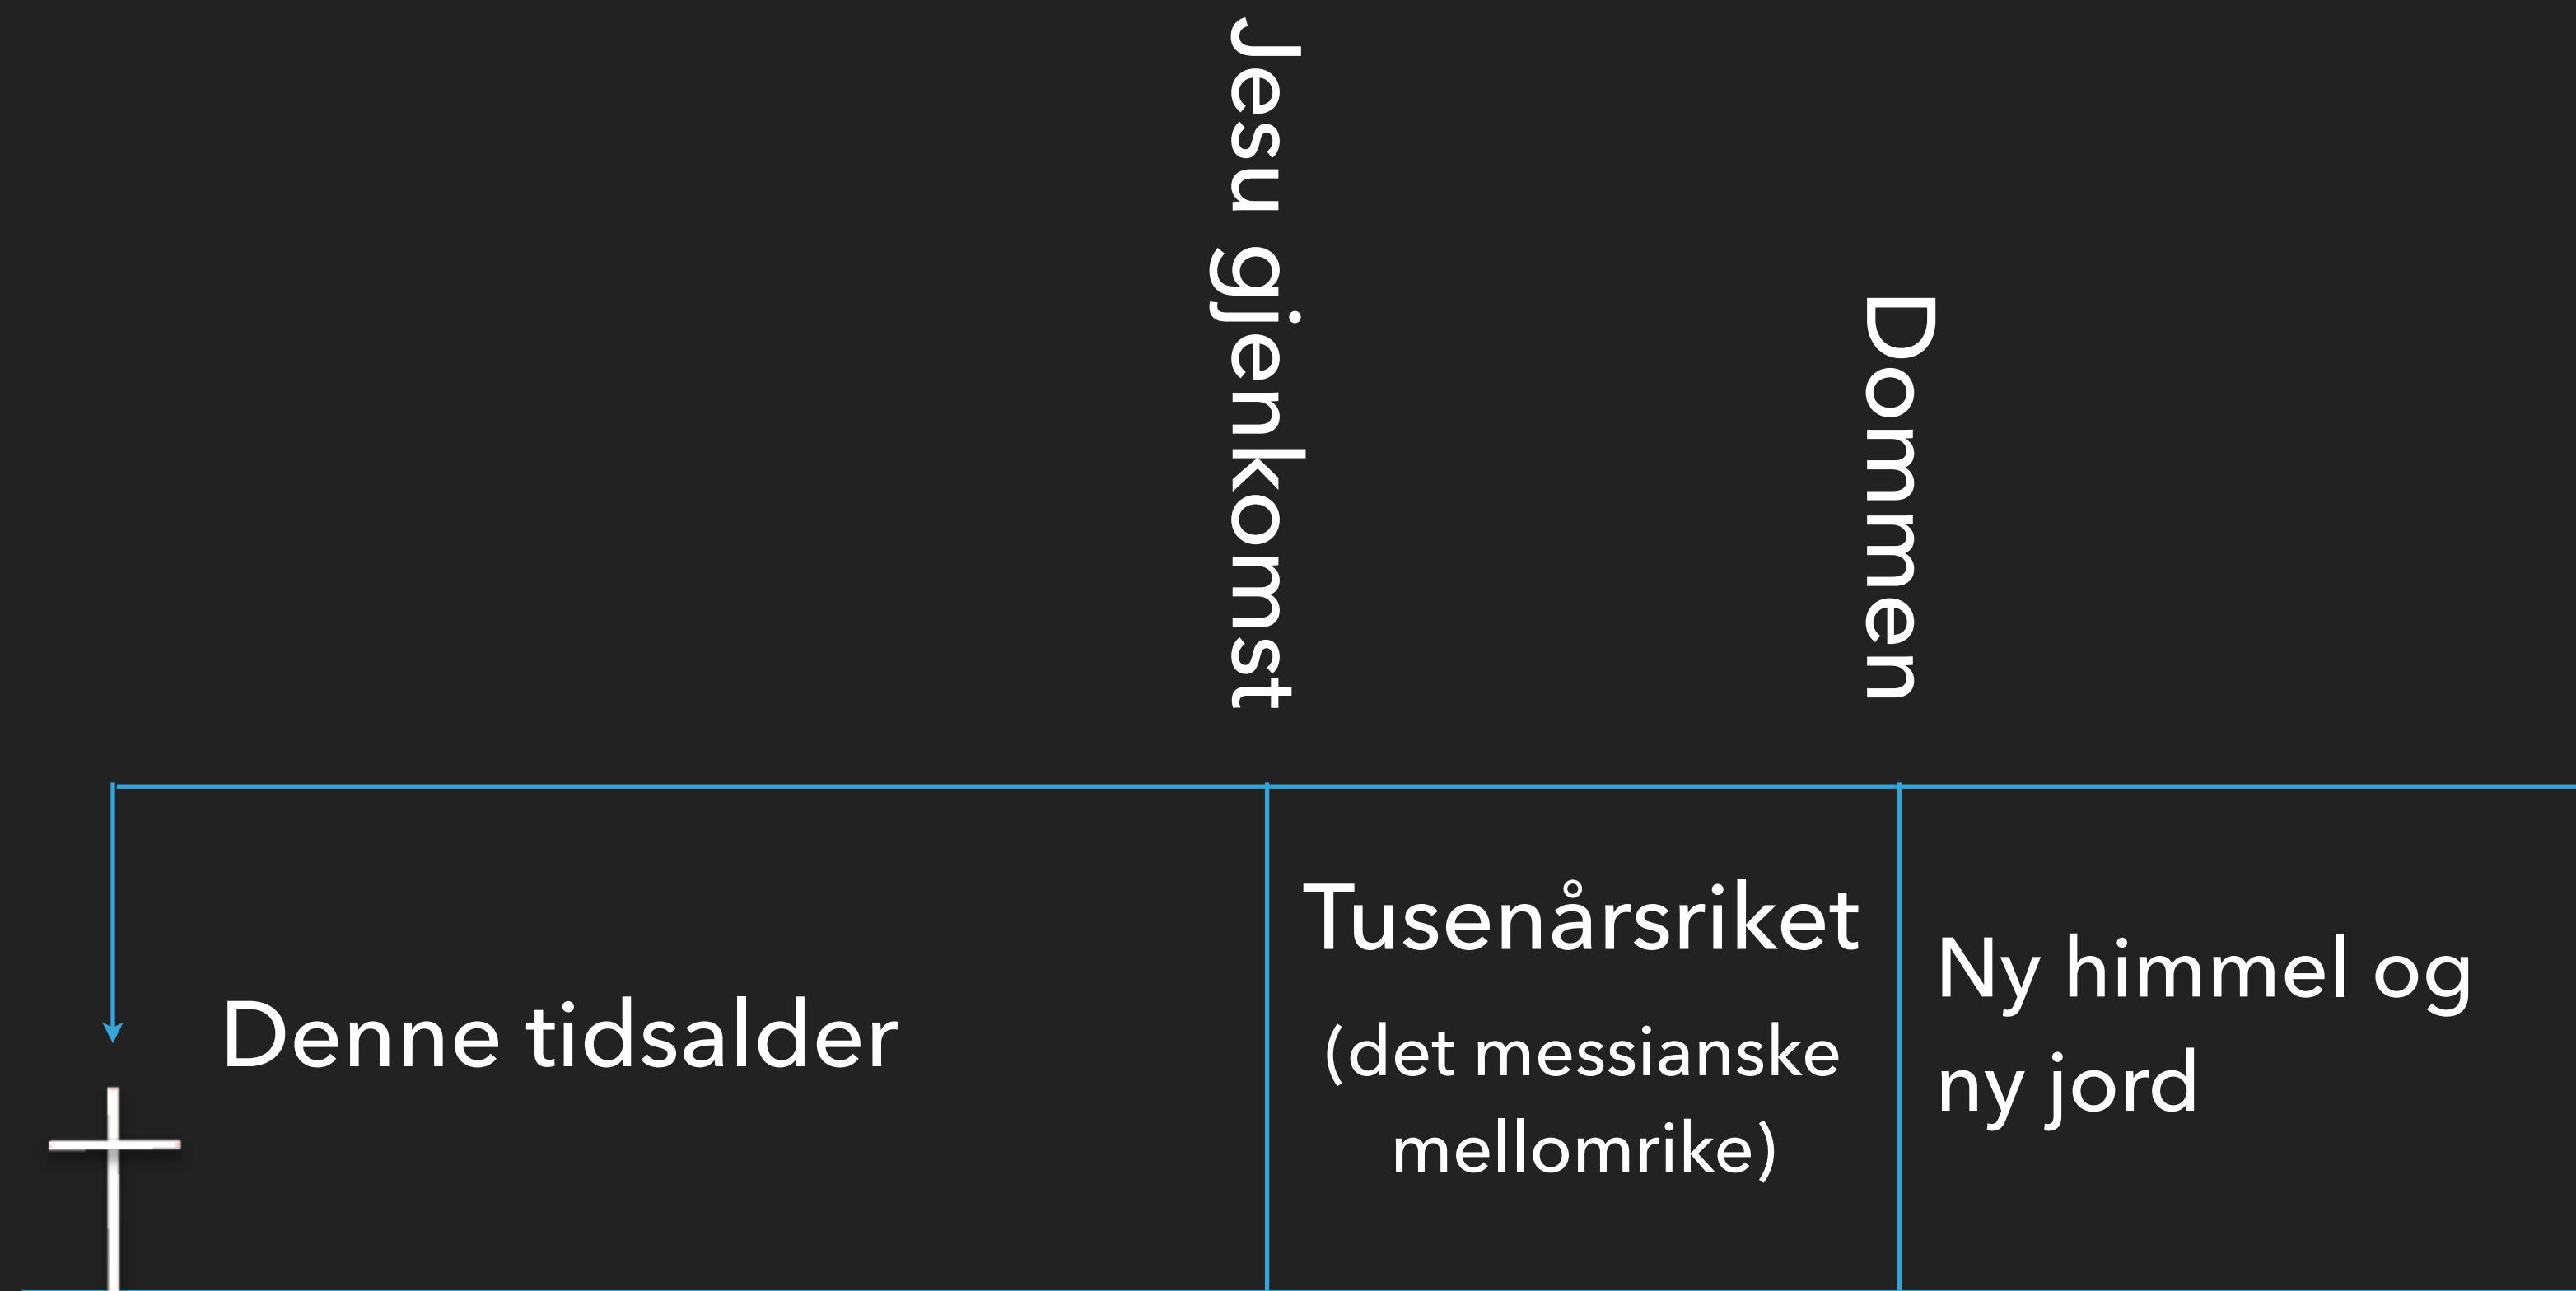 Jesu gjenkomst
Dommen
Denne tidsalder
Tusenårsriket
(det messianske
mellomrike)
Ny himmel og
ny jord